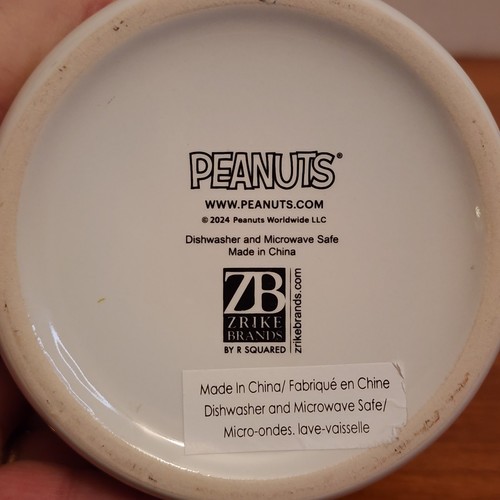 PEANUTS®
WWW.PEANUTS.COM
© 2024 Peanuts Worldwide LLC
Dishwasher and Microwave Safe
Made in China
ZB
ZRIKE
BRANDS
BY R SQUARED
zrikebrands.com
Made In China/ Fabriqué en Chine
Dishwasher and Microwave Safe/
Micro-ondes. lave-vaisselle